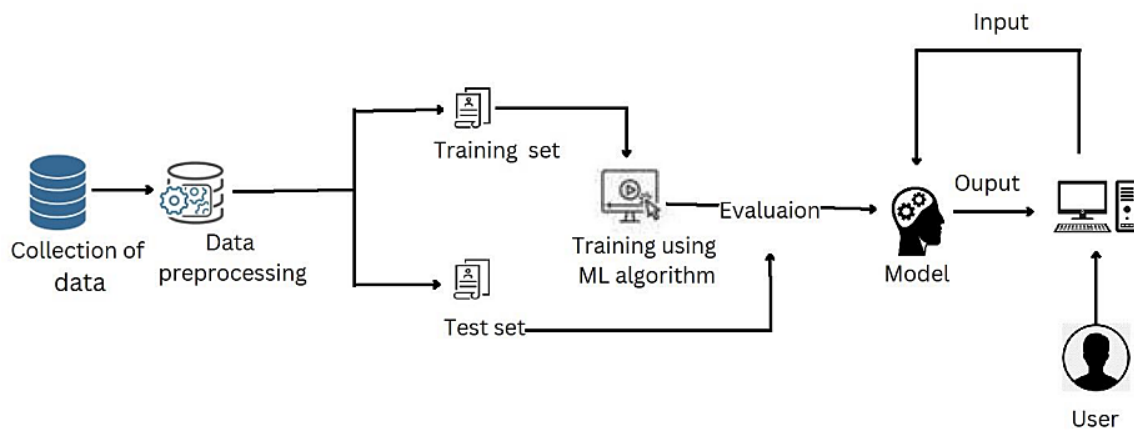 Input
Training set
Ouput
Evaluaion
Collection of
data
Data
preprocessing
Training using
ML algorithm
Model
Test set
User